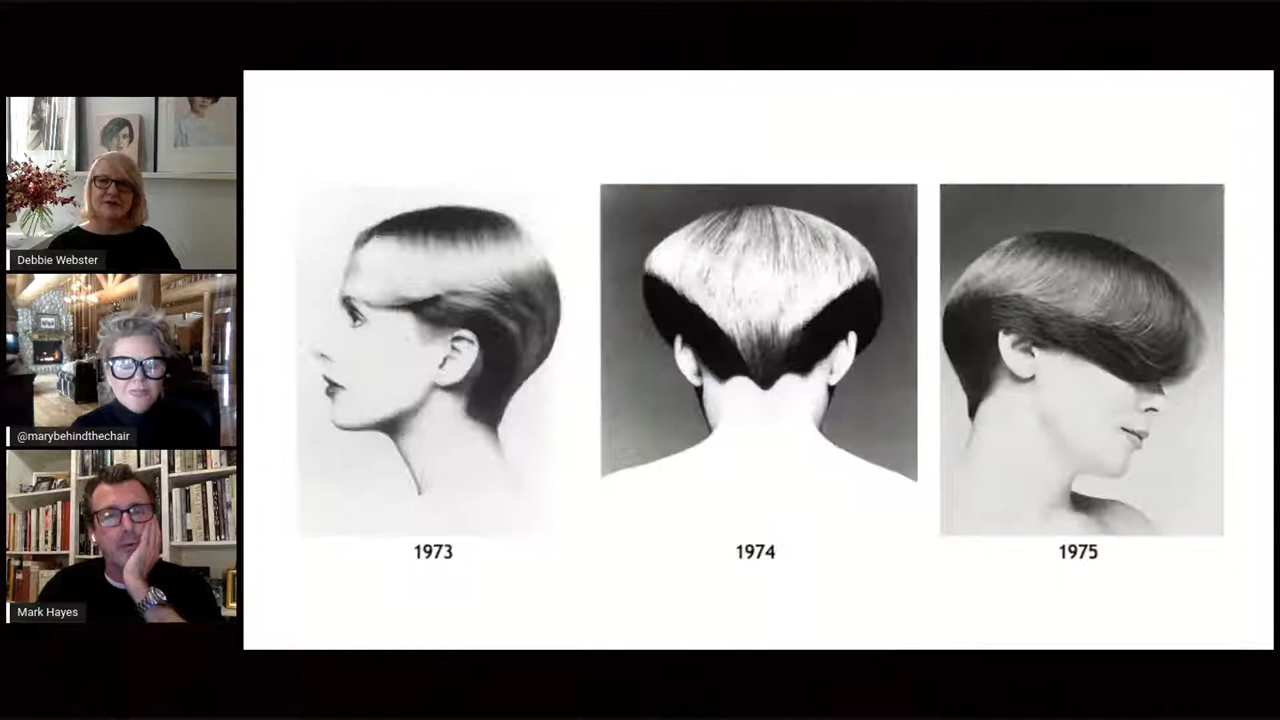 Debbie Webster
@marybehindthechair
Mark Hayes
1973
1974
1975